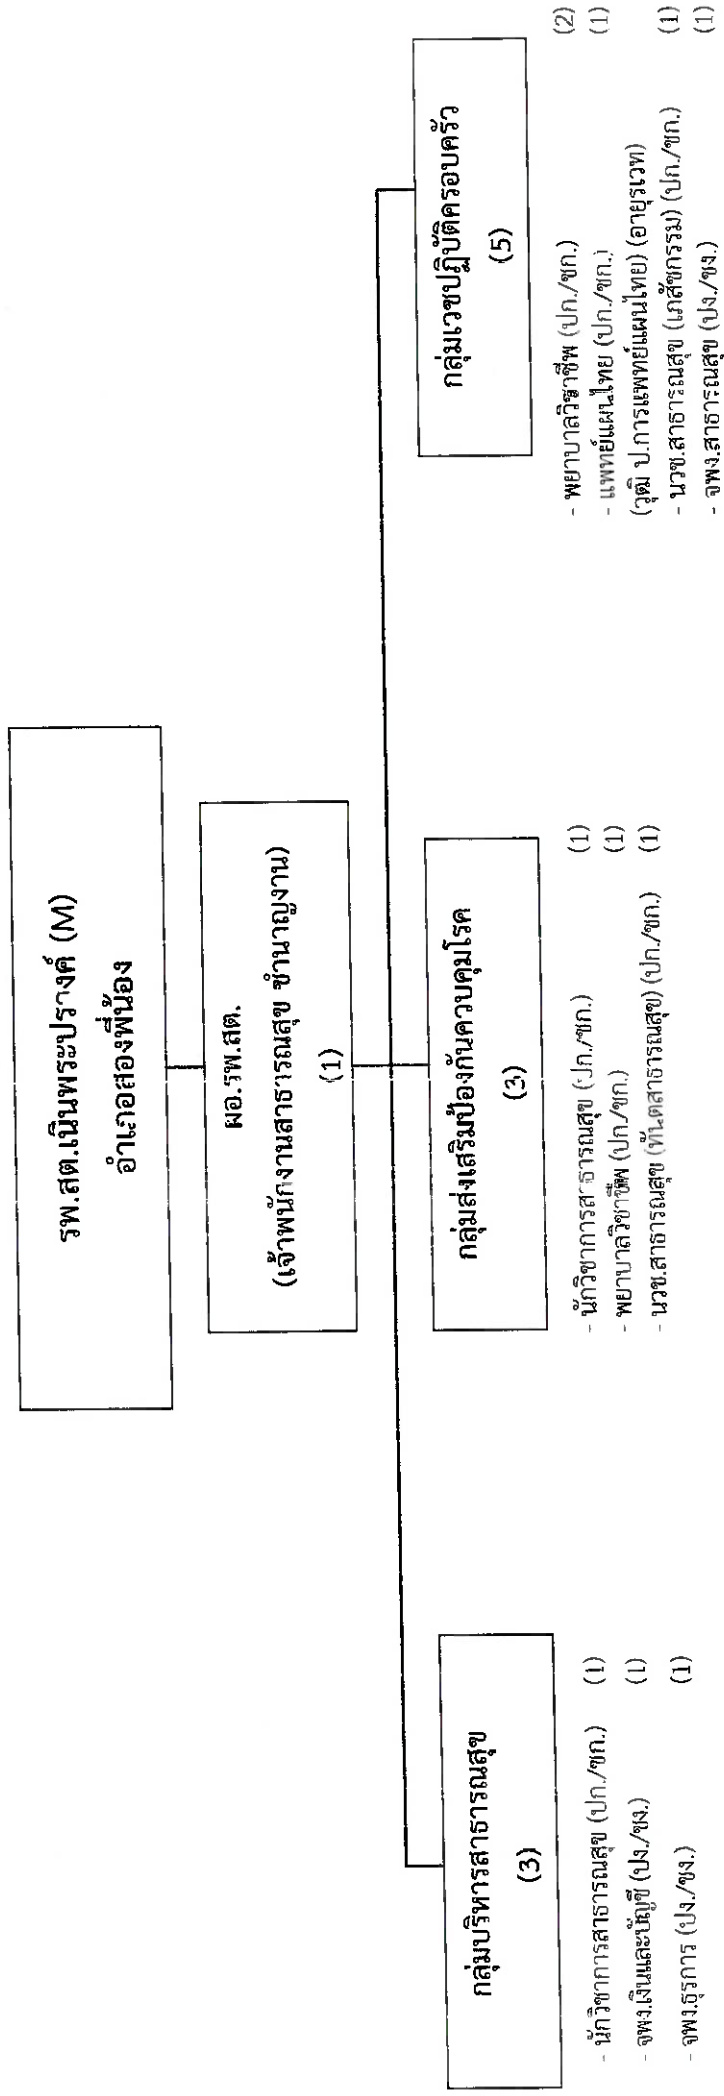 รพ.สต.เนินพระปรางค์ (M)
อำเภอสองพี่น้อง
ผอ.รพ.สต.
(เจ้าพนักงานสาธารณสุข ชำนาญงาน)
(1)
กลุ่มบริหารสาธารณสุข
(3)
- นักวิชาการสาธารณสุข (ปก./ชก.) (1)
- จพง.เงินและบัญชี (ปง./ชง.) (1)
- จพง.ธุรการ (ปง./ชง.) (1)
กลุ่มส่งเสริมป้องกันควบคุมโรค
(3)
- นักวิชาการสาธารณสุข (ปก./ชก.) (1)
- พยาบาลวิชาชีพ (ปก./ชก.) (1)
- นวช.สาธารณสุข (ทันตสาธารณสุข) (ปก./ชก.) (1)
กลุ่มเวชปฏิบัติครอบครัว
(5)
- พยาบาลวิชาชีพ (ปก./ชก.) (2)
- แพทย์แผนไทย (ปก./ชก.) (1)
(วุฒิ ป.การแพทย์แผนไทย) (อายุรเวท)
- นวช.สาธารณสุข (เภสัชกรรม) (ปก./ชก.) (1)
- จพง.สาธารณสุข (ปง./ชง.) (1)